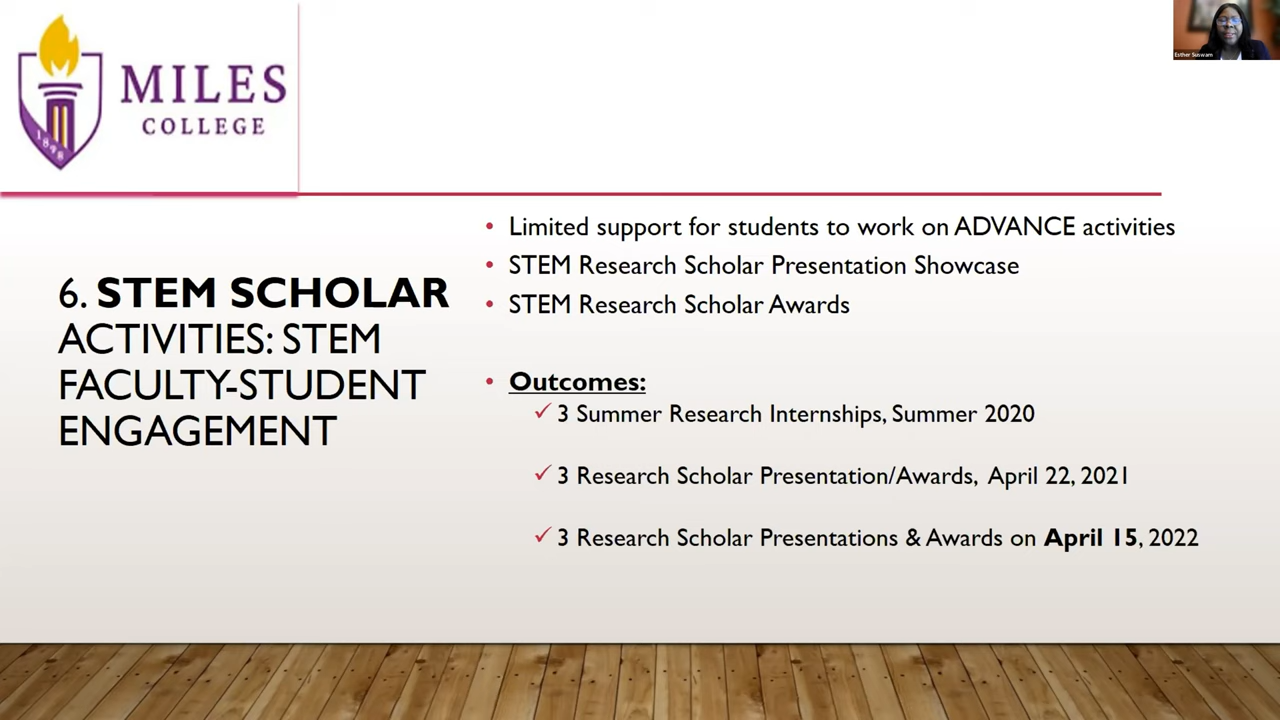 MILES
COLLEGE
1898
Esther Suswam
6. STEM SCHOLAR
ACTIVITIES: STEM
FACULTY-STUDENT
ENGAGEMENT
• Limited support for students to work on ADVANCE activities
• STEM Research Scholar Presentation Showcase
• STEM Research Scholar Awards
• Outcomes:
✓ 3 Summer Research Internships, Summer 2020
✓ 3 Research Scholar Presentation/Awards, April 22, 2021
✓ 3 Research Scholar Presentations & Awards on April 15, 2022